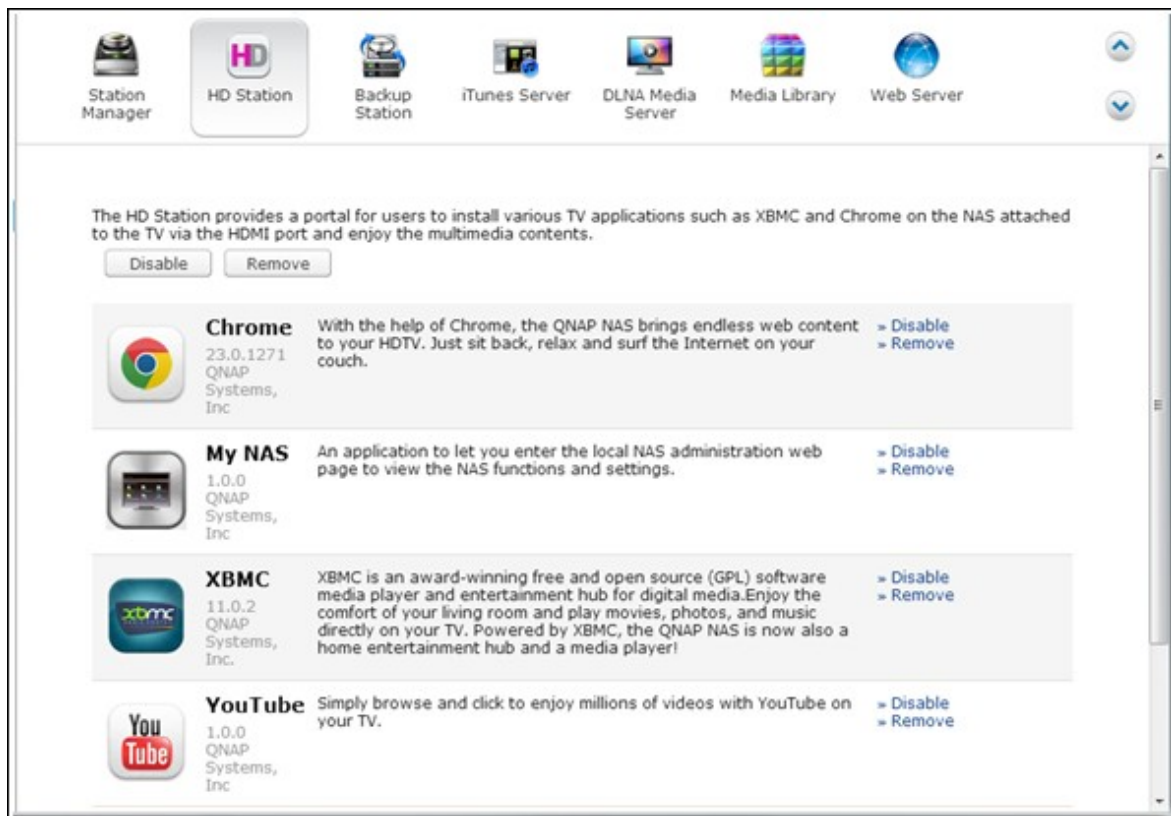 Station
Manager
HD
HD Station
Backup
Station
iTunes Server
DLNA Media
Server
Media Library
Web Server
The HD Station provides a portal for users to install various TV applications such as XBMC and Chrome on the NAS attached
to the TV via the HDMI port and enjoy the multimedia contents.
Disable
Remove
Chrome
23.0.1271
QNAP
Systems,
Inc
With the help of Chrome, the QNAP NAS brings endless web content
to your HDTV. Just sit back, relax and surf the Internet on your
couch.
» Disable
» Remove
My NAS
1.0.0
QNAP
Systems,
Inc
An application to let you enter the local NAS administration web
page to view the NAS functions and settings.
» Disable
» Remove
xbmc
XBMC
11.0.2
QNAP
Systems,
Inc.
XBMC is an award-winning free and open source (GPL) software
media player and entertainment hub for digital media.Enjoy the
comfort of your living room and play movies, photos, and music
directly on your TV. Powered by XBMC, the QNAP NAS is now also a
home entertainment hub and a media player!
» Disable
» Remove
You
Tube
YouTube
1.0.0
QNAP
Systems,
Inc
Simply browse and click to enjoy millions of videos with YouTube on
your TV.
» Disable
» Remove